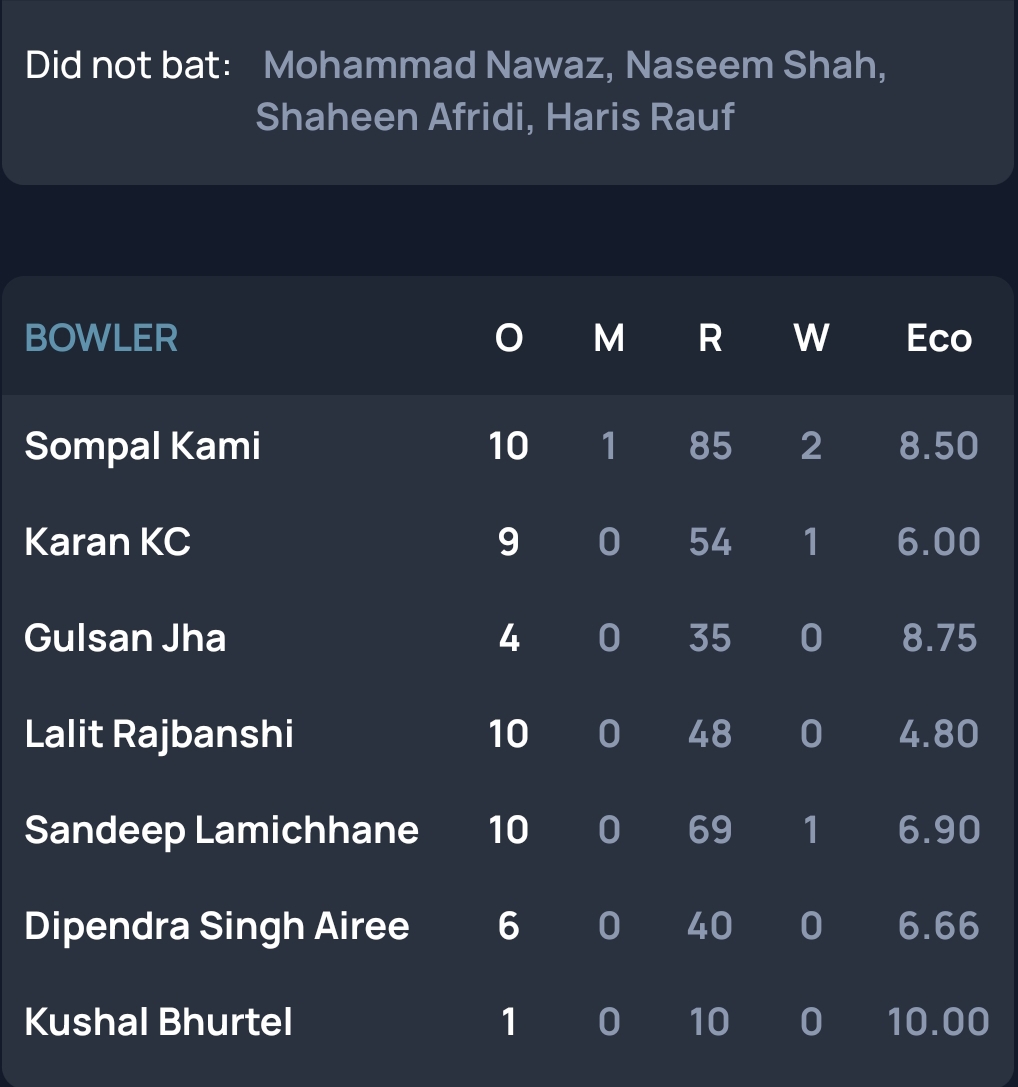 Did not bat: Mohammad Nawaz, Naseem Shah,
Shaheen Afridi, Haris Rauf
BOWLER O M R W Eco
Sompal Kami 10 1 85 2 8.50
Karan KC 9 0 54 1 6.00
Gulsan Jha 4 0 35 0 8.75
Lalit Rajbanshi 10 0 48 0 4.80
Sandeep Lamichhane 10 0 69 1 6.90
Dipendra Singh Airee 6 0 40 0 6.66
Kushal Bhurtel 1 0 10 0 10.00